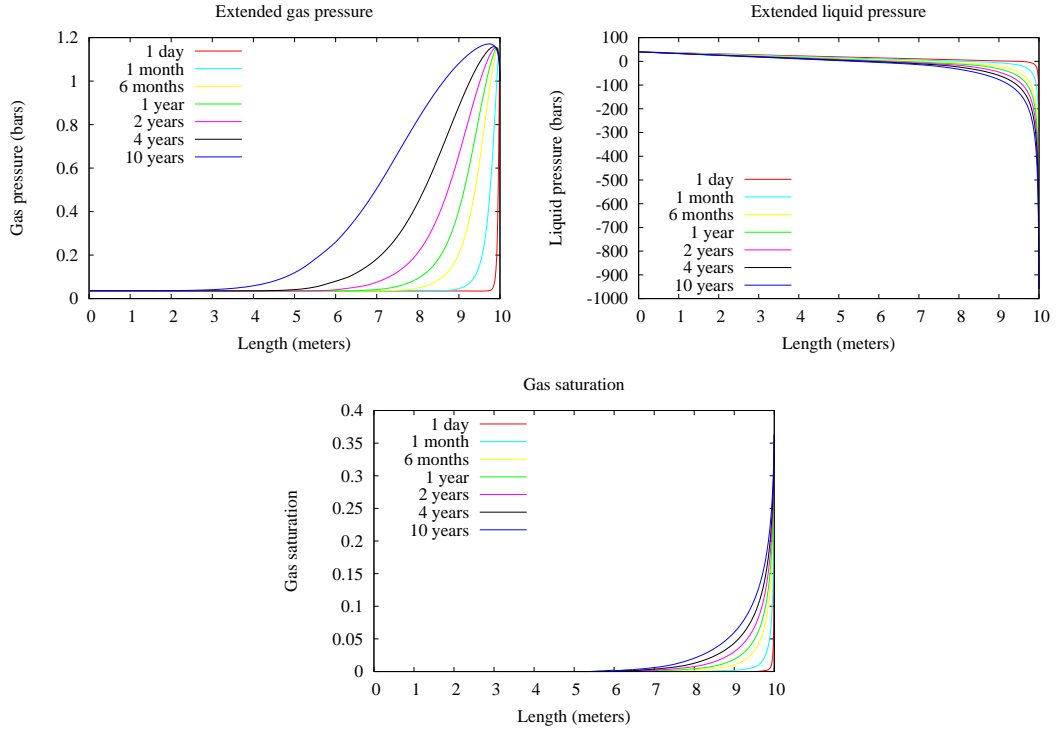 Extended gas pressure
1.2
1
0.8
0.6
0.4
0.2
0
Gas pressure (bars)
1 day
1 month
6 months
1 year
2 years
4 years
10 years
0 1 2 3 4 5 6 7 8 9 10
Length (meters)
Extended liquid pressure
100
0
-100
-200
-300
-400
-500
-600
-700
-800
-900
-1000
Liquid pressure (bars)
1 day
1 month
6 months
1 year
2 years
4 years
10 years
0 1 2 3 4 5 6 7 8 9 10
Length (meters)
Gas saturation
0.4
0.35
0.3
0.25
0.2
0.15
0.1
0.05
0
Gas saturation
1 day
1 month
6 months
1 year
2 years
4 years
10 years
0 1 2 3 4 5 6 7 8 9 10
Length (meters)